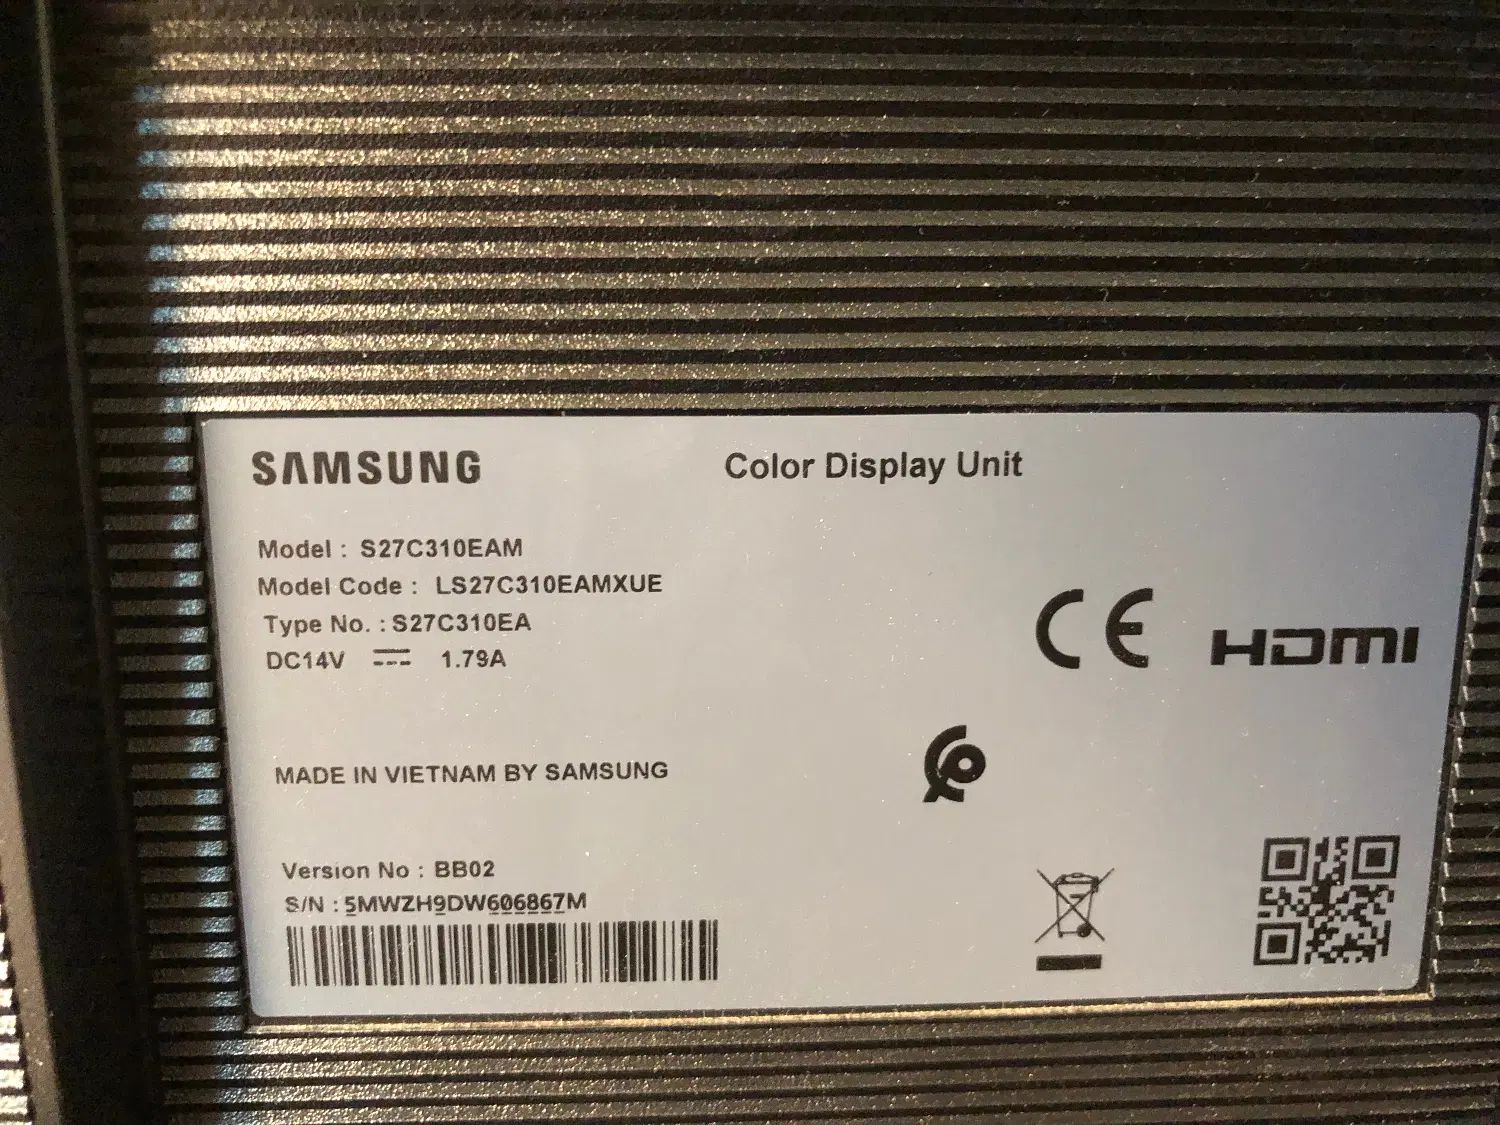 SAMSUNG
Color Display Unit
Model : S27C310EAM
Model Code : LS27C310EAMXUE
Type No. : S27C310EA
DC14V ⎓ 1.79A
CE
HDMI
MADE IN VIETNAM BY SAMSUNG
Version No : BB02
S/N : 5MWZH9DW606867M